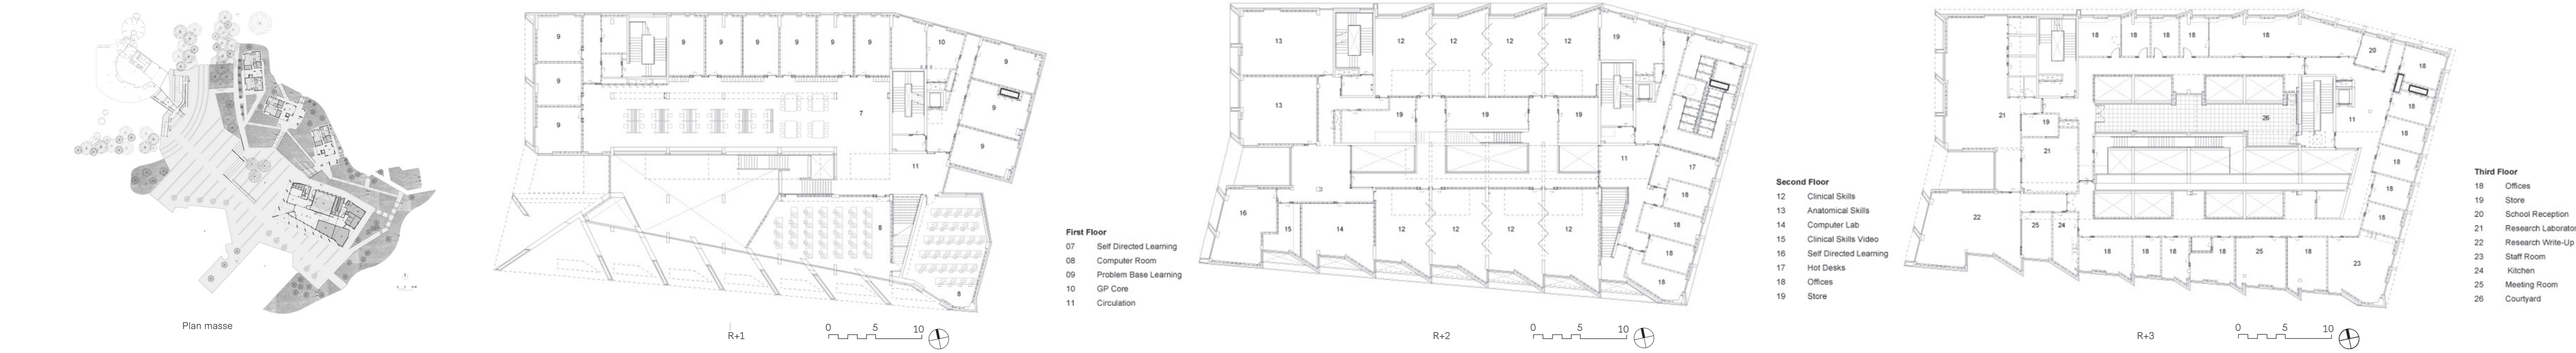 Plan masse
9
9
9
9
9
9
9
9
9
10
9
9
9
7
11
8
8
R+1
0 5 10
First Floor
07 Self Directed Learning
08 Computer Room
09 Problem Base Learning
10 GP Core
11 Circulation
13
12
12
12
12
19
13
19
19
19
11
17
18
18
18
18
16
15
14
12
12
12
12
R+2
0 5 10
Second Floor
12 Clinical Skills
13 Anatomical Skills
14 Computer Lab
15 Clinical Skills Video
16 Self Directed Learning
17 Hot Desks
18 Offices
19 Store
18
18
18
18
18
20
18
18
21
19
26
11
18
21
18
18
18
22
25
24
18
18
18
18
25
18
23
R+3
0 5 10
Third Floor
18 Offices
19 Store
20 School Reception
21 Research Laborator
22 Research Write-Up
23 Staff Room
24 Kitchen
25 Meeting Room
26 Courtyard